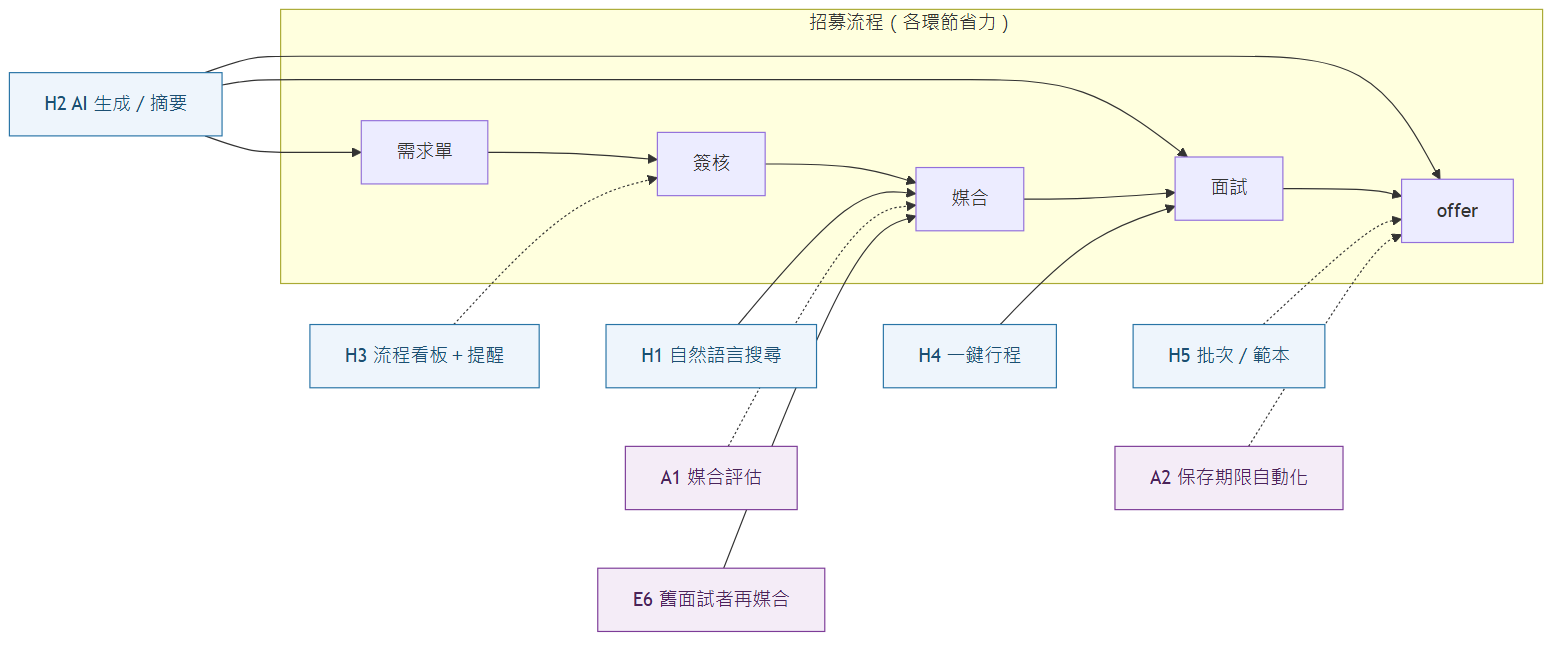 招募流程（各環節省力）
H2 AI 生成 / 摘要
需求單
簽核
媒合
面試
offer
H3 流程看板＋提醒
H1 自然語言搜尋
H4 一鍵行程
H5 批次 / 範本
A1 媒合評估
A2 保存期限自動化
E6 舊面試者再媒合